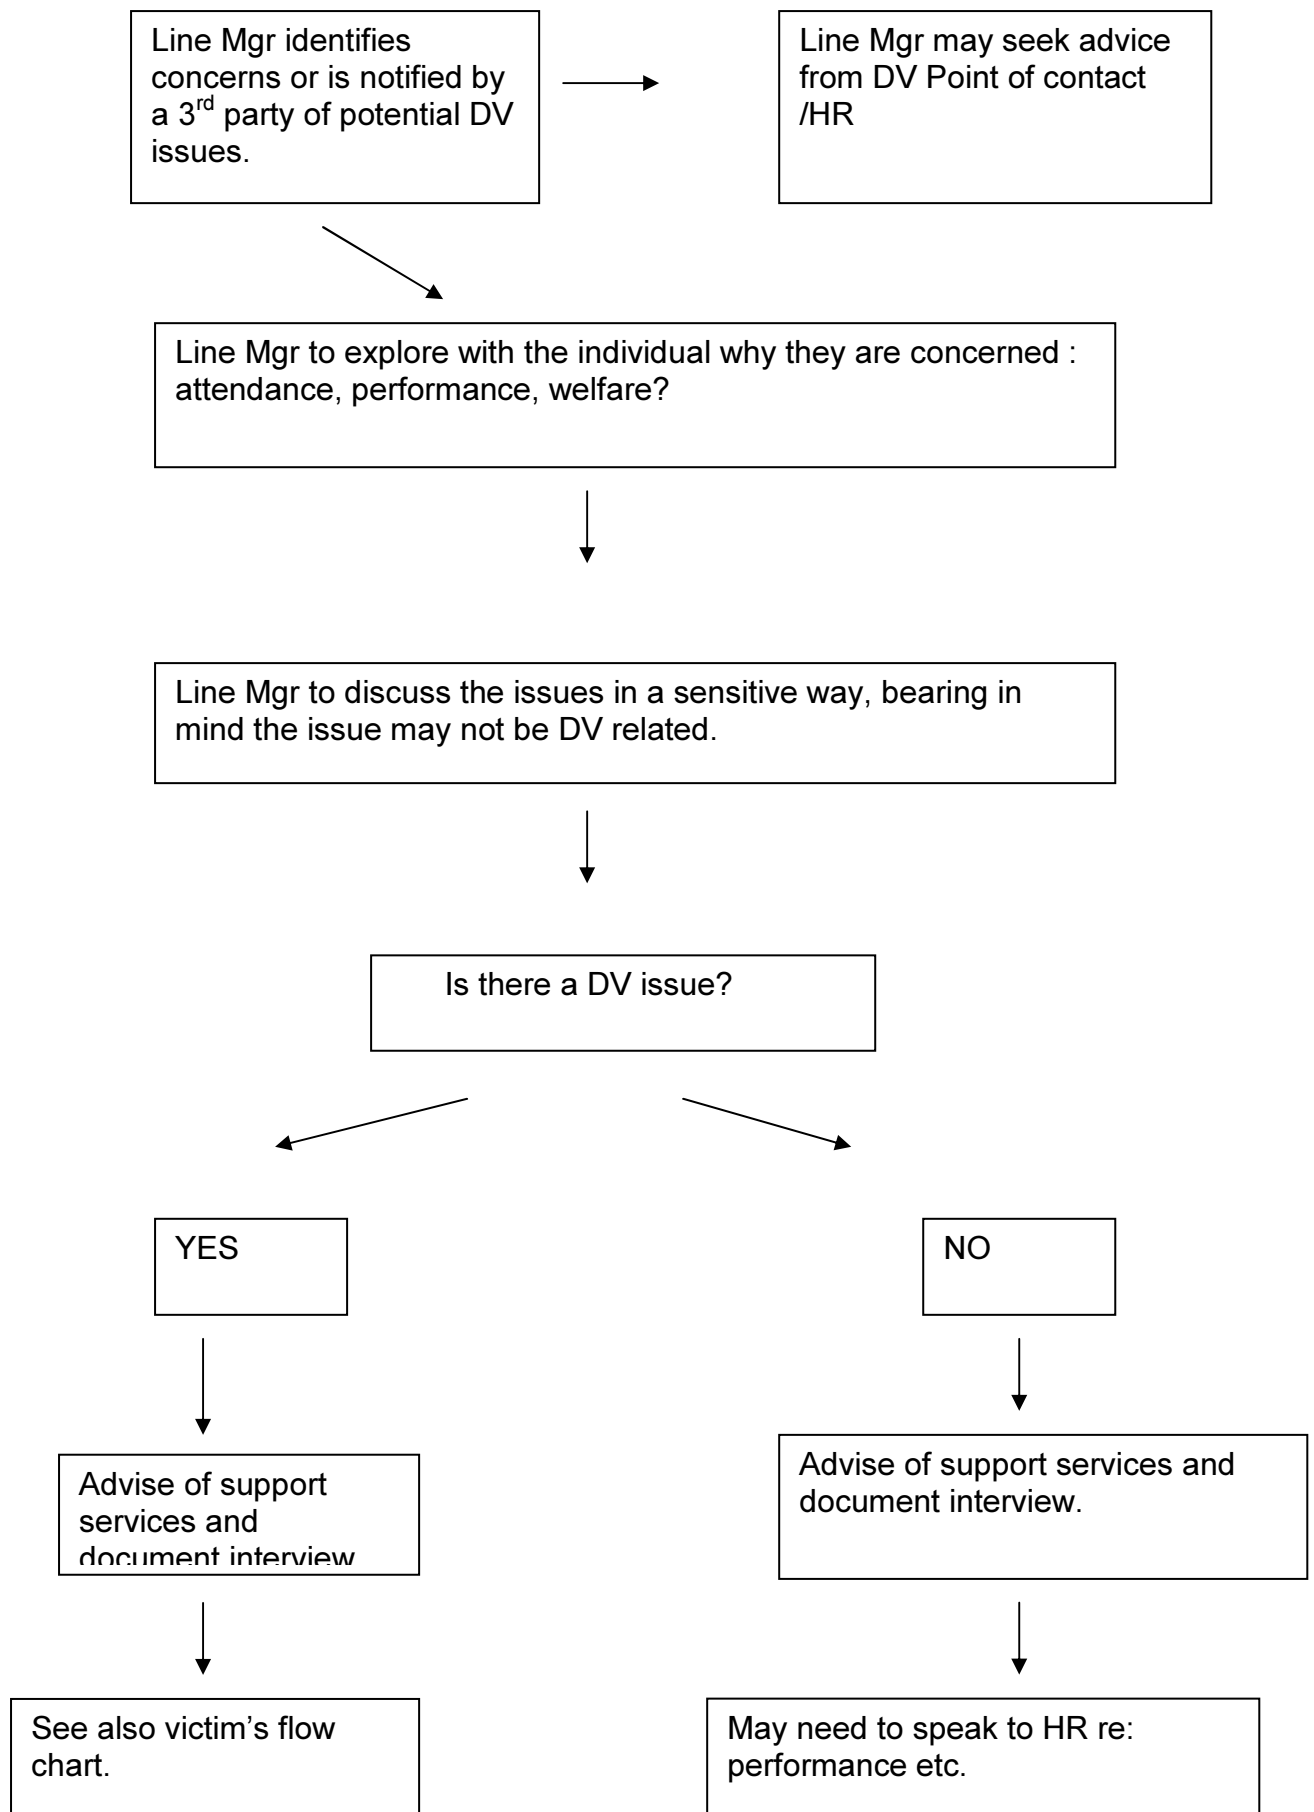 Line Mgr identifies
concerns or is notified by
a 3rd party of potential DV
issues.
Line Mgr may seek advice
from DV Point of contact
/HR
Line Mgr to explore with the individual why they are concerned :
attendance, performance, welfare?
Line Mgr to discuss the issues in a sensitive way, bearing in
mind the issue may not be DV related.
Is there a DV issue?
YES
NO
Advise of support
services and
document interview
Advise of support services and
document interview.
See also victim’s flow
chart.
May need to speak to HR re:
performance etc.